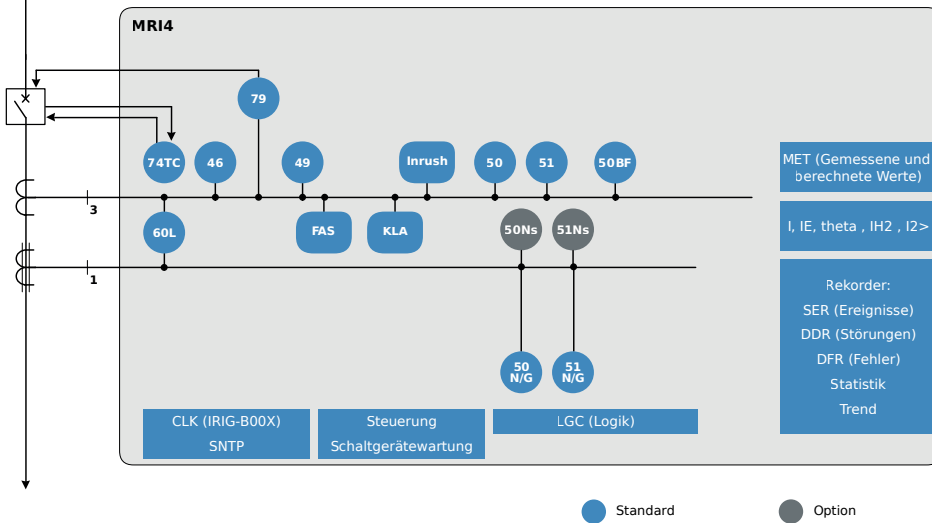 MRI4
79
74TC
46
49
Inrush
50
51
50BF
MET (Gemessene und
berechnete Werte)
3
FAS
KLA
50Ns
51Ns
I, IE, theta , IH2 , I2>
60L
1
Rekorder:
SER (Ereignisse)
DDR (Störungen)
DFR (Fehler)
Statistik
Trend
50
N/G
51
N/G
CLK (IRIG-B00X)
SNTP
Steuerung
Schaltgerätewartung
LGC (Logik)
Standard
Option